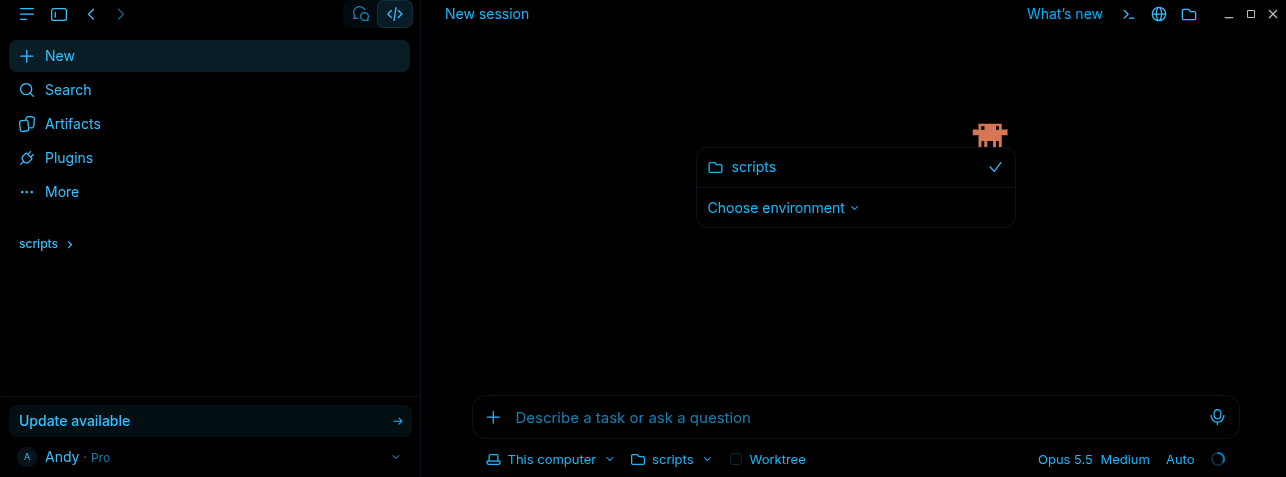 New session
What's new
New
Search
Artifacts
Plugins
More
scripts
scripts
Choose environment
Update available
A Andy · Pro
Describe a task or ask a question
This computer scripts Worktree Opus 5.5 Medium Auto